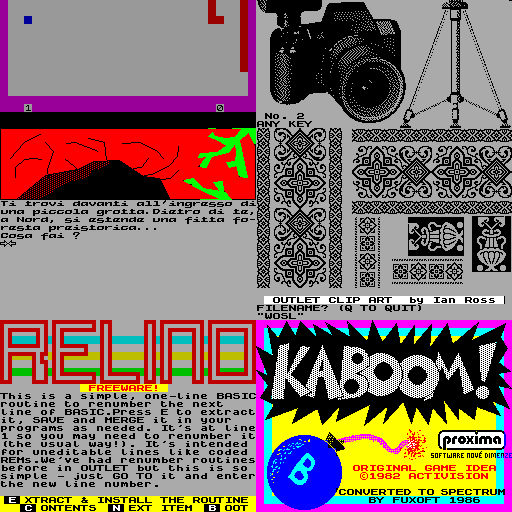 1 0
No. 2
ANY KEY
Ti trovi davanti all'ingresso di
una piccola grotta.Dietro di te,
a Nord, si estende una fitta fo-
resta preistorica...
Cosa fai ?
OUTLET CLIP ART by Ian Ross
FILENAME? (Q TO QUIT)
"WOSL"
RELINO
FREEWARE!
This is a simple, one-line BASIC
routine to renumber the next
line of BASIC.Press E to extract
it, SAVE and MERGE it in your
programs as needed. It's at line
1 so you may need to renumber it
(the usual way!). It's intended
for uneditable lines like coded
REMs.We've had renumber routines
before in OUTLET but this is so
simple - just GO TO it and enter
the new line number.
E XTRACT & INSTALL THE ROUTINE
C ONTENTS N EXT ITEM B OOT
KABOOM!
B
proxima
SOFTWARE NOVÉ DIMENZE
ORIGINAL GAME IDEA
©1982 ACTIVISION
CONVERTED TO SPECTRUM
BY FUXOFT 1986